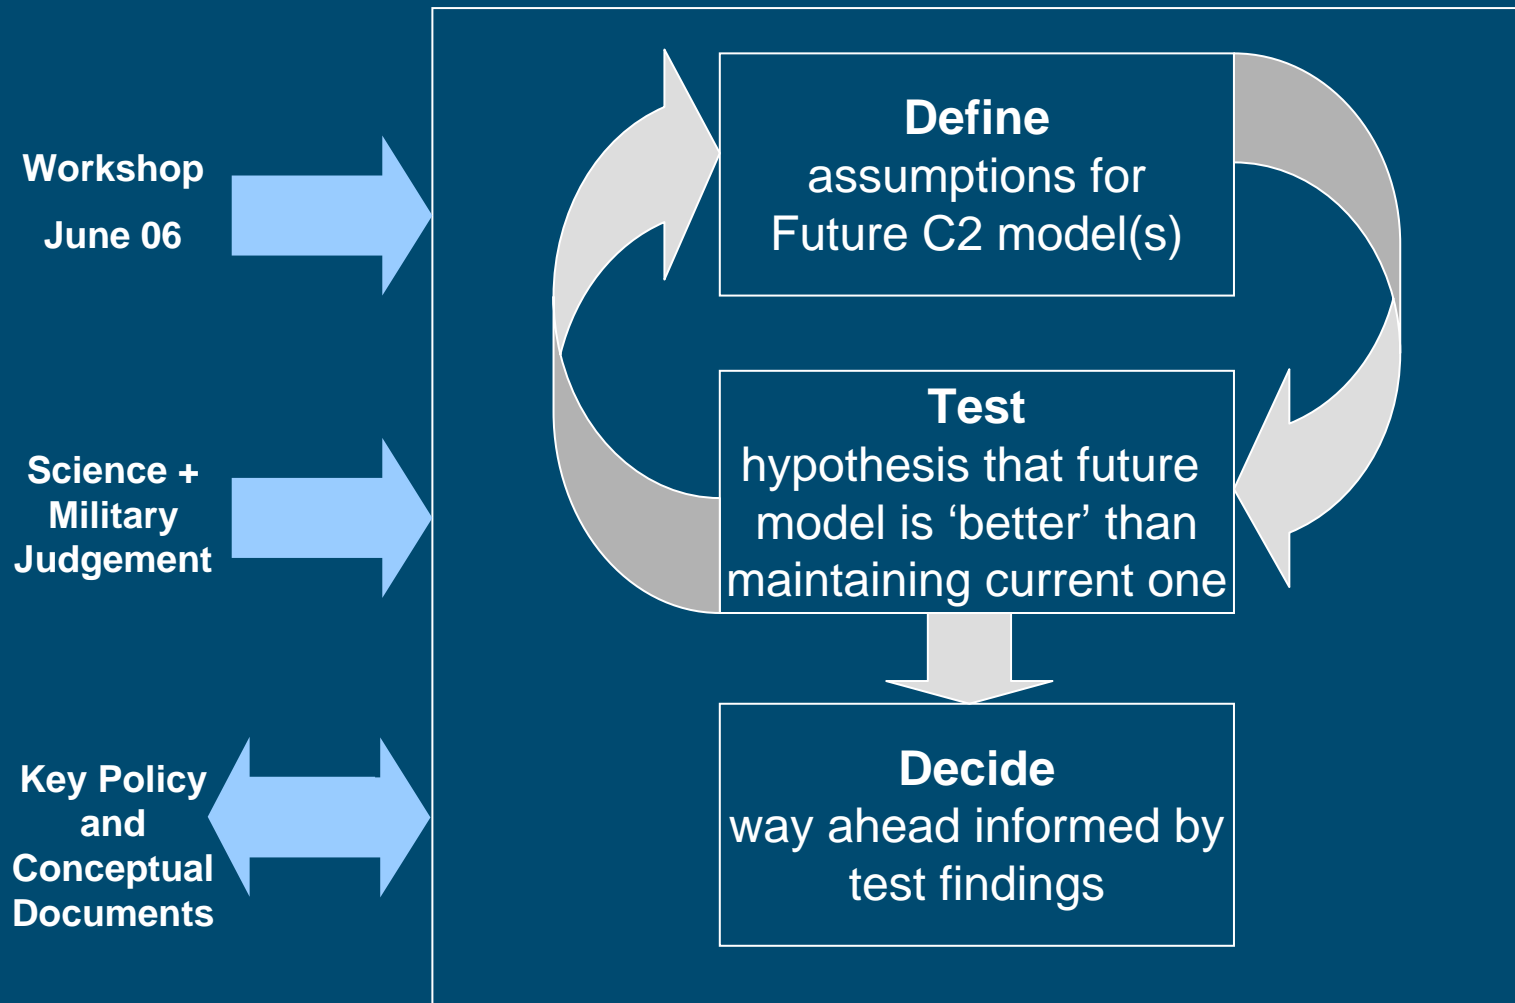 Workshop
June 06
Science +
Military
Judgement
Key Policy
and
Conceptual
Documents
Define
assumptions for
Future C2 model(s)
Test
hypothesis that future
model is ‘better’ than
maintaining current one
Decide
way ahead informed by
test findings